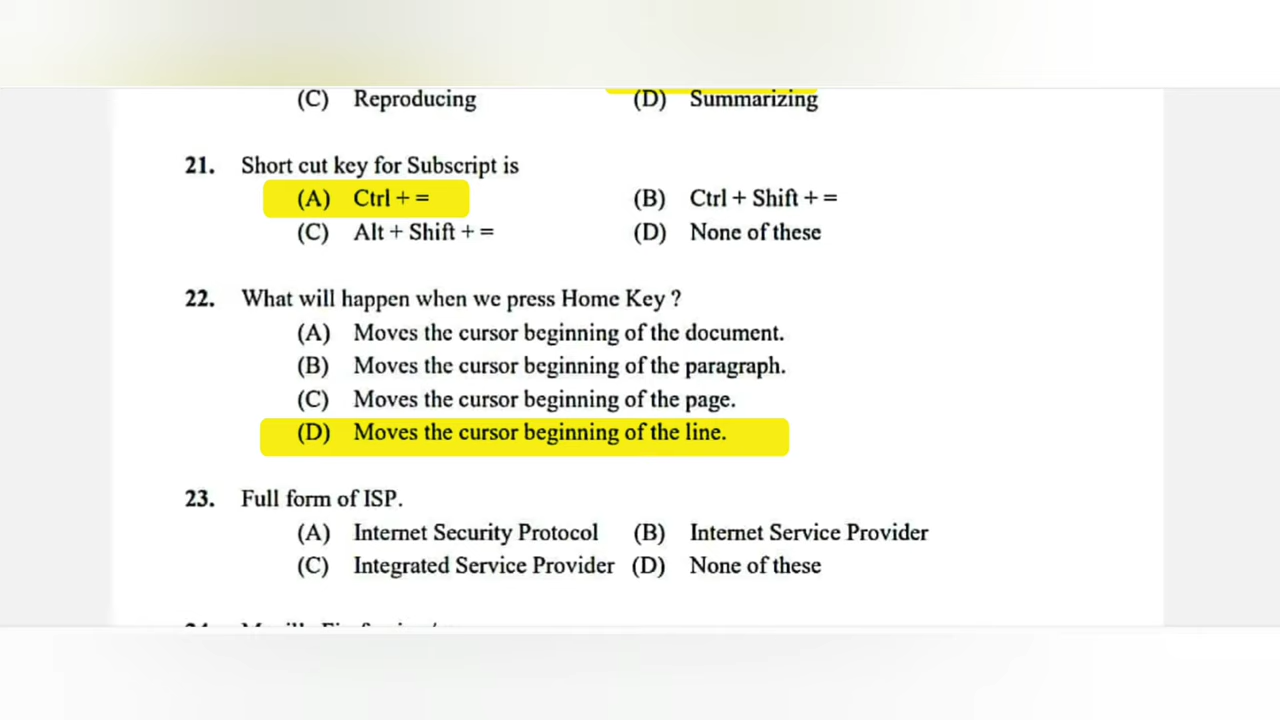 (C) Reproducing (D) Summarizing
21. Short cut key for Subscript is
(A) Ctrl + = (B) Ctrl + Shift + =
(C) Alt + Shift + = (D) None of these
22. What will happen when we press Home Key ?
(A) Moves the cursor beginning of the document.
(B) Moves the cursor beginning of the paragraph.
(C) Moves the cursor beginning of the page.
(D) Moves the cursor beginning of the line.
23. Full form of ISP.
(A) Internet Security Protocol (B) Internet Service Provider
(C) Integrated Service Provider (D) None of these